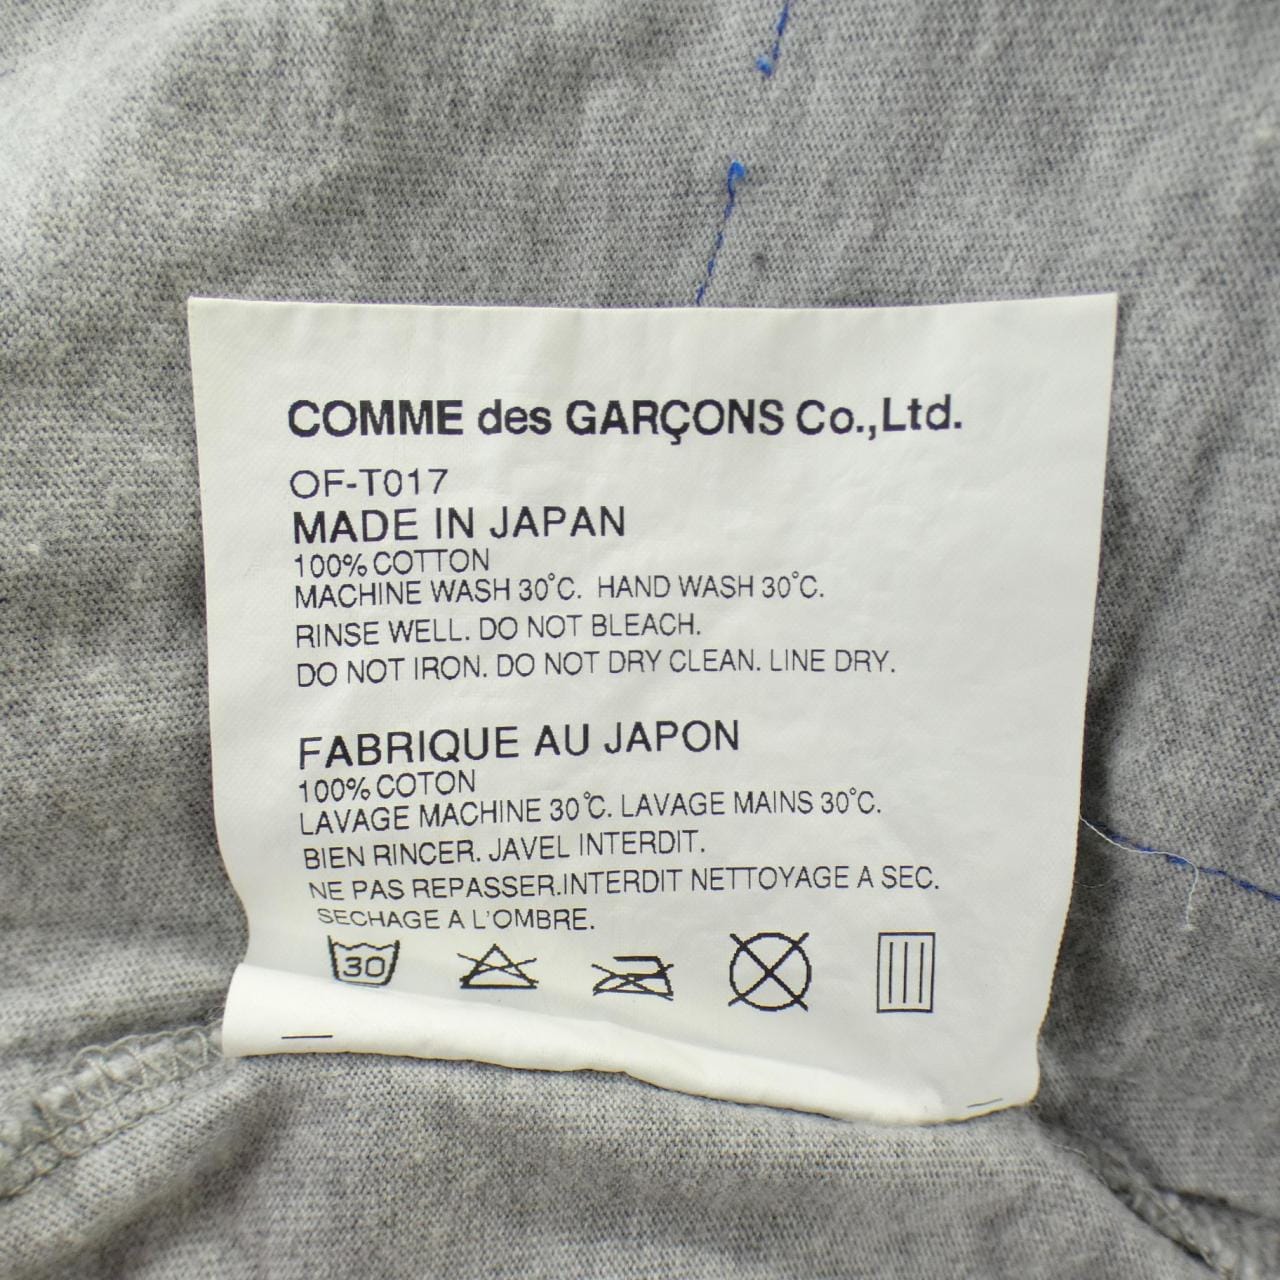 COMME des GARÇONS Co.,Ltd.
OF-T017
MADE IN JAPAN
100% COTTON
MACHINE WASH 30°C. HAND WASH 30°C.
RINSE WELL. DO NOT BLEACH.
DO NOT IRON. DO NOT DRY CLEAN. LINE DRY.
FABRIQUE AU JAPON
100% COTON
LAVAGE MACHINE 30°C. LAVAGE MAINS 30°C.
BIEN RINCER. JAVEL INTERDIT.
NE PAS REPASSER.INTERDIT NETTOYAGE A SEC.
SECHAGE A L'OMBRE.
30